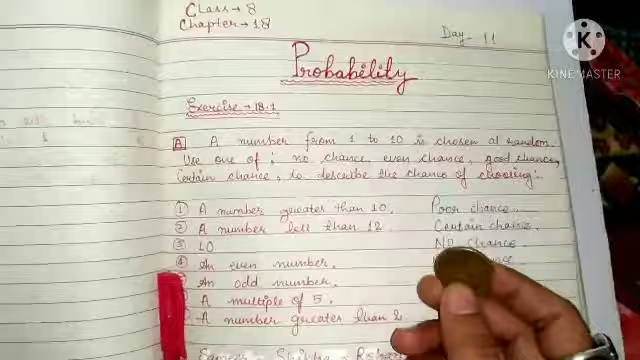 Class → 8
Chapter → 18
Day - 11
KINEMASTER
Probability
Exercise → 18.1
A A number from 1 to 10 is chosen at random.
Use one of : no chance even chance, good chance,
Certain chance, to describe the chance of choosing :-
① A number greater than 10. Poor chance.
② A number less than 12 Certain chance.
③ 10 No chance
④ An even number.
An odd number.
A multiple of 5.
A number greater than 2